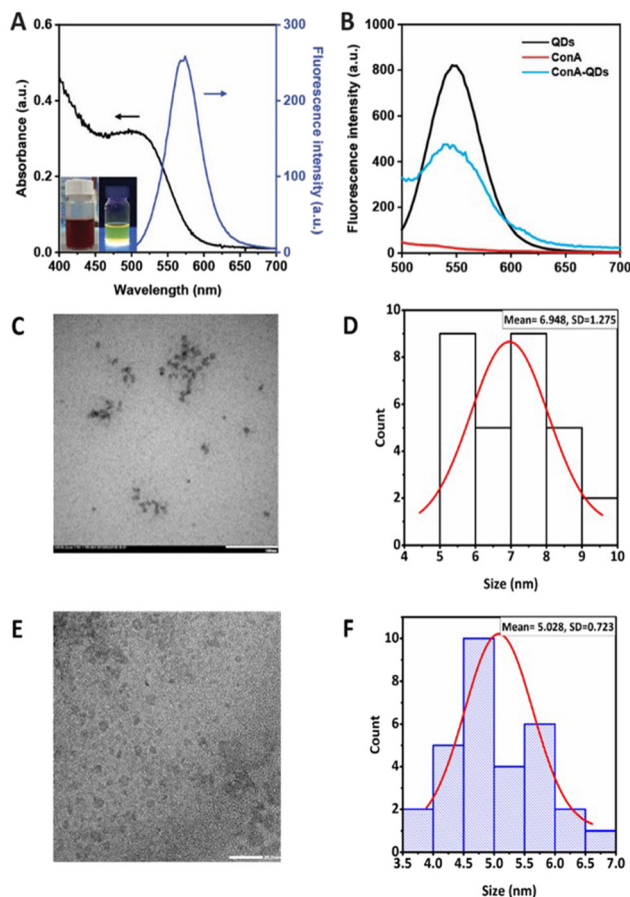 A
Absorbance (a.u.)
0.6
0.4
0.2
0.0
300
200
100
0
Fluorescence intensity (a.u.)
400 450 500 550 600 650 700
Wavelength (nm)
B
Fluorescence intensity (a.u.)
1000
800
600
400
200
0
QDs
ConA
ConA-QDs
500 550 600 650 700
C
D
Mean= 6.948, SD=1.275
Count
10
8
6
4
2
0
4 5 6 7 8 9 10
Size (nm)
E
F
Mean= 5.028, SD=0.723
Count
10
8
6
4
2
0
3.5 4.0 4.5 5.0 5.5 6.0 6.5 7.0
Size (nm)